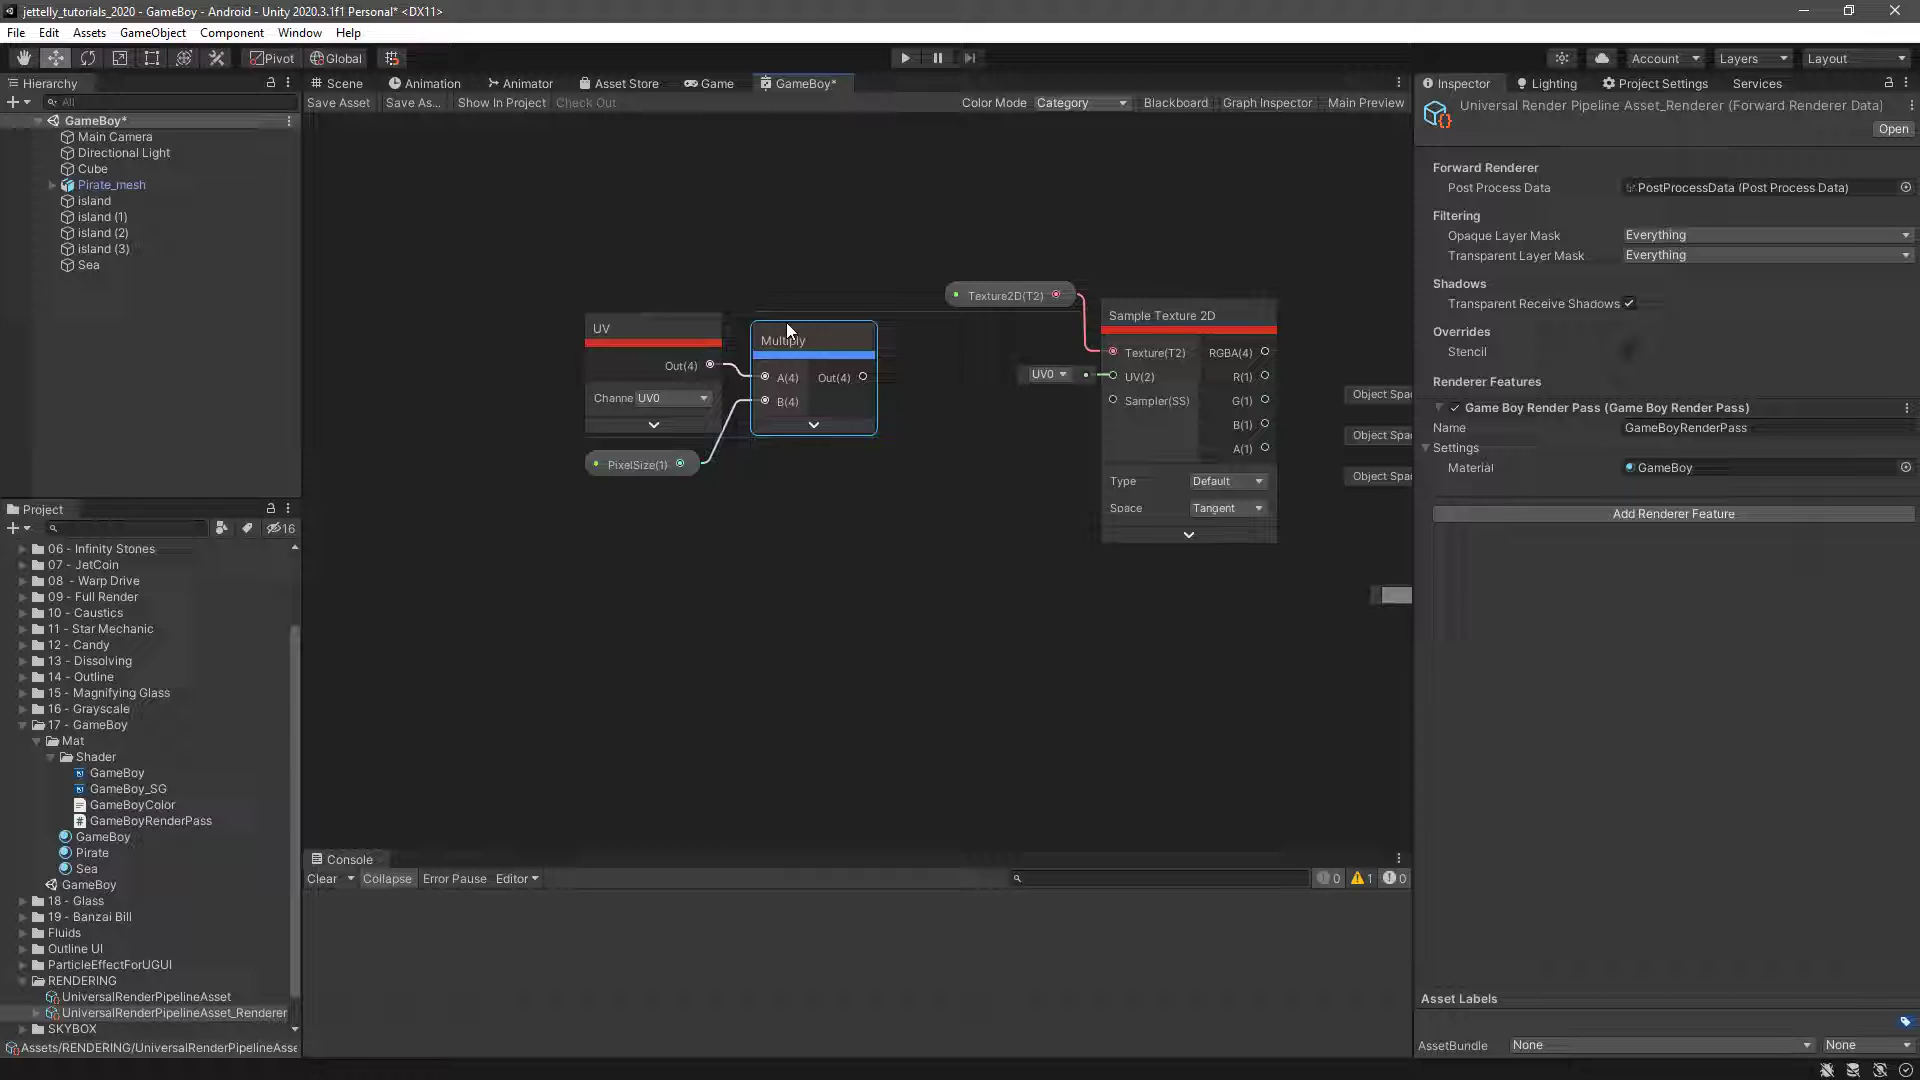 jettelly_tutorials_2020 - GameBoy - Android - Unity 2020.3.1f1 Personal* <DX11>
File Edit Assets GameObject Component Window Help
Pivot Global Account Layers Layout
Hierarchy
All
GameBoy*
Main Camera
Directional Light
Cube
Pirate_mesh
island
island (1)
island (2)
island (3)
Sea
Project
16
06 - Infinity Stones
07 - JetCoin
08 - Warp Drive
09 - Full Render
10 - Caustics
11 - Star Mechanic
12 - Candy
13 - Dissolving
14 - Outline
15 - Magnifying Glass
16 - Grayscale
17 - GameBoy
Mat
Shader
GameBoy
GameBoy_SG
GameBoyColor
GameBoyRenderPass
GameBoy
Pirate
Sea
GameBoy
18 - Glass
19 - Banzai Bill
Fluids
Outline UI
ParticleEffectForUGUI
RENDERING
UniversalRenderPipelineAsset
UniversalRenderPipelineAsset_Renderer
SKYBOX
Assets/RENDERING/UniversalRenderPipelineAsse
Scene Animation Animator Asset Store Game GameBoy*
Save Asset Save As... Show In Project Check Out Color Mode Category Blackboard Graph Inspector Main Preview
UV
Out(4)
Channe UV0
PixelSize(1)
Multiply
A(4) Out(4)
B(4)
Texture2D(T2)
UV0
Sample Texture 2D
Texture(T2) RGBA(4)
UV(2) R(1)
Sampler(SS) G(1)
B(1)
A(1)
Type Default
Space Tangent
Object Spac
Object Spac
Object Spac
Console
Clear Collapse Error Pause Editor 0 1 0
Inspector Lighting Project Settings Services
Universal Render Pipeline Asset_Renderer (Forward Renderer Data)
Open
Forward Renderer
Post Process Data PostProcessData (Post Process Data)
Filtering
Opaque Layer Mask Everything
Transparent Layer Mask Everything
Shadows
Transparent Receive Shadows
Overrides
Stencil
Renderer Features
Game Boy Render Pass (Game Boy Render Pass)
Name GameBoyRenderPass
Settings
Material GameBoy
Add Renderer Feature
Asset Labels
AssetBundle None None